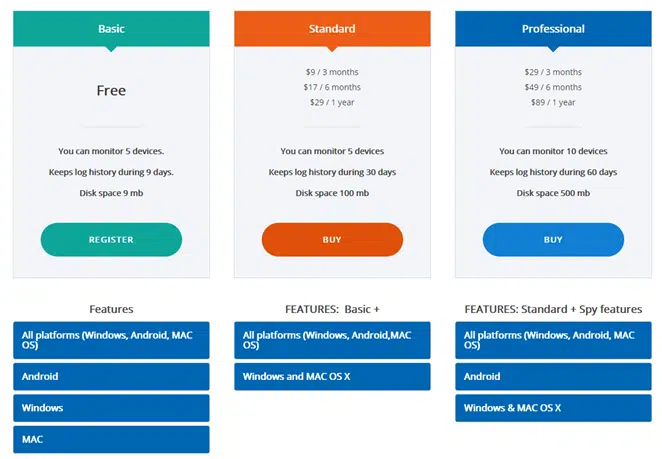 Basic
Free
You can monitor 5 devices.
Keeps log history during 9 days.
Disk space 9 mb
REGISTER
Features
All platforms (Windows, Android, MAC
OS)
Android
Windows
MAC
Standard
$9 / 3 months
$17 / 6 months
$29 / 1 year
You can monitor 5 devices
Keeps log history during 30 days
Disk space 100 mb
BUY
FEATURES: Basic +
All platforms (Windows, Android,MAC
OS)
Windows and MAC OS X
Professional
$29 / 3 months
$49 / 6 months
$89 / 1 year
You can monitor 10 devices
Keeps log history during 60 days
Disk space 500 mb
BUY
FEATURES: Standard + Spy features
All platforms (Windows, Android, MAC
OS)
Android
Windows & MAC OS X